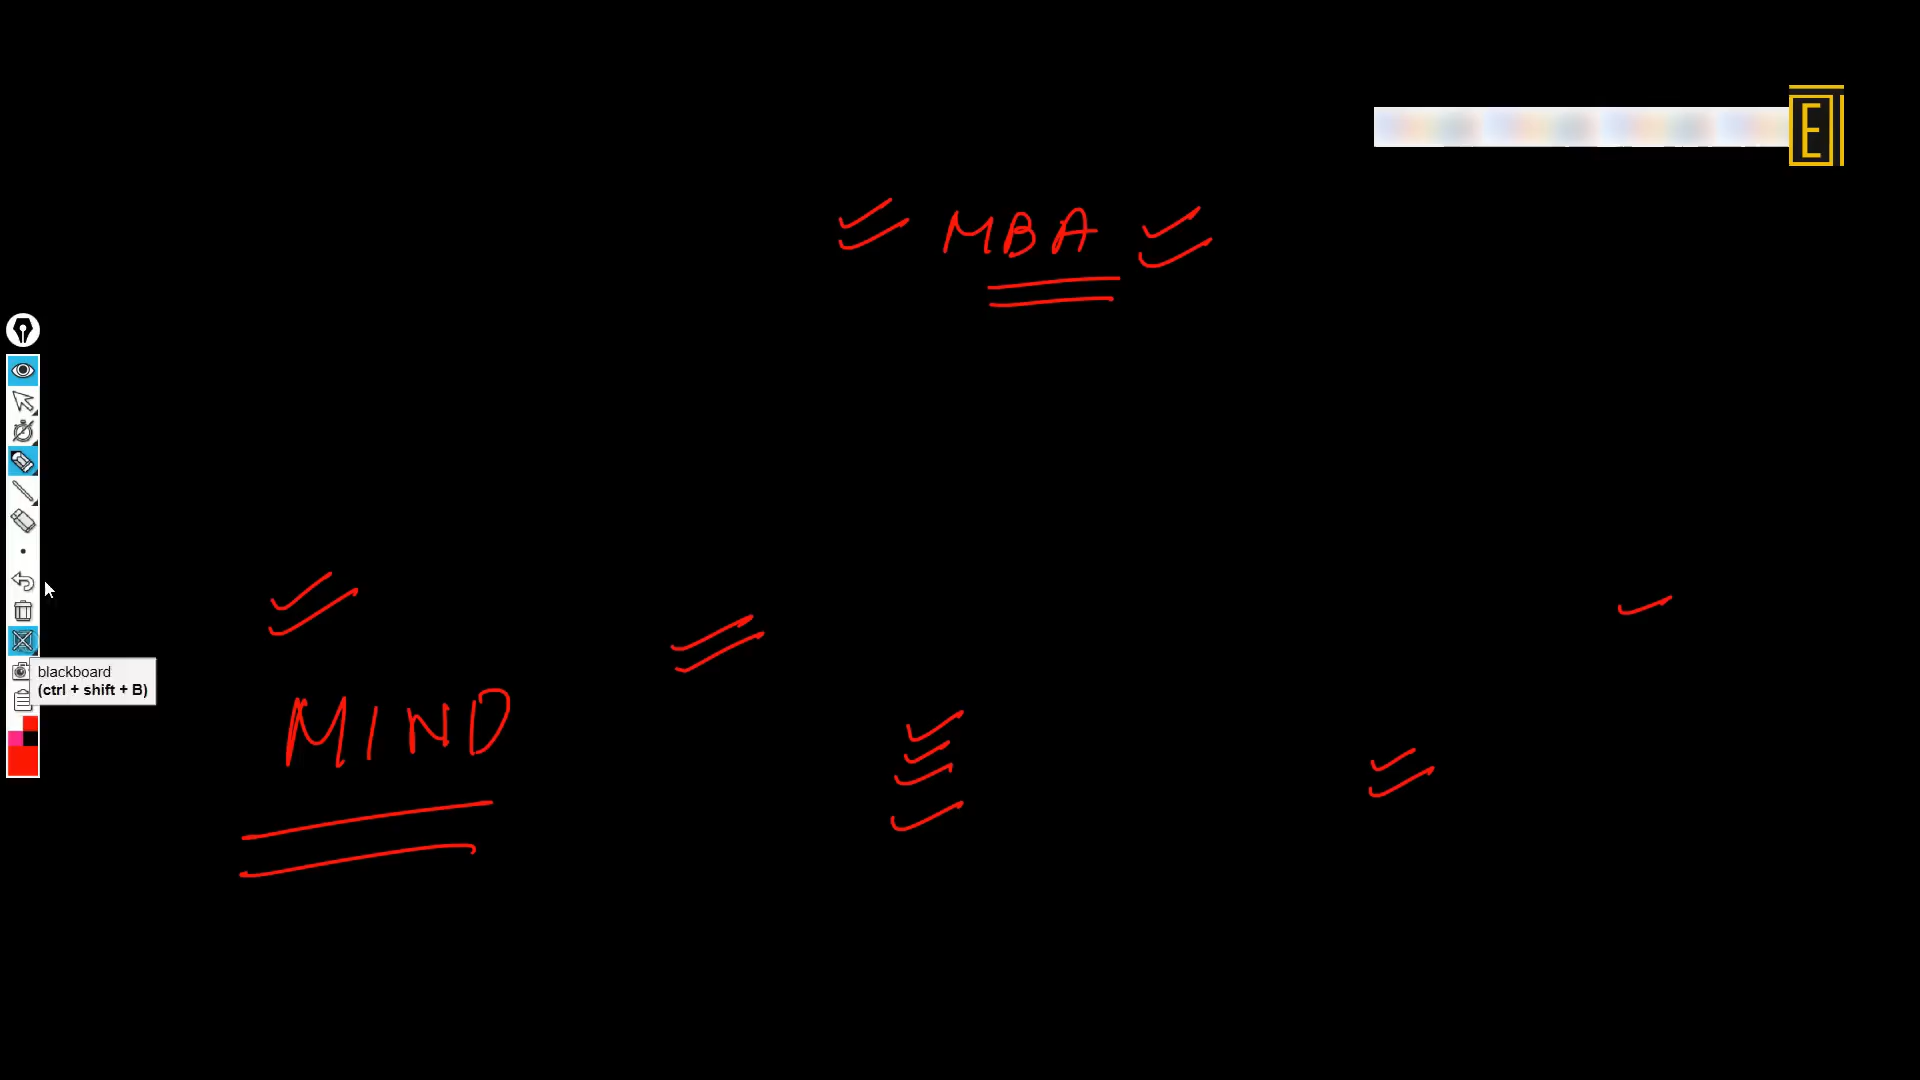 E
MBA
blackboard
(ctrl + shift + B)
MIND